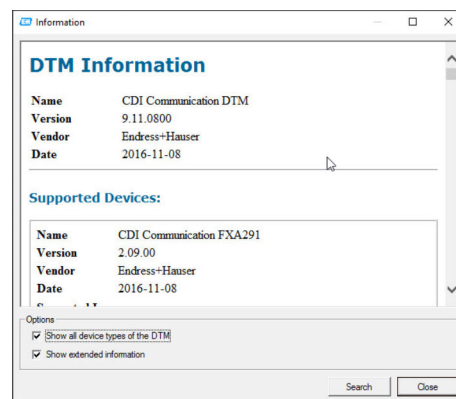 Information
DTM Information
Name CDI Communication DTM
Version 9.11.0800
Vendor Endress+Hauser
Date 2016-11-08
Supported Devices:
Name CDI Communication FXA291
Version 2.09.00
Vendor Endress+Hauser
Date 2016-11-08
Options
Show all device types of the DTM
Show extended information
Search Close